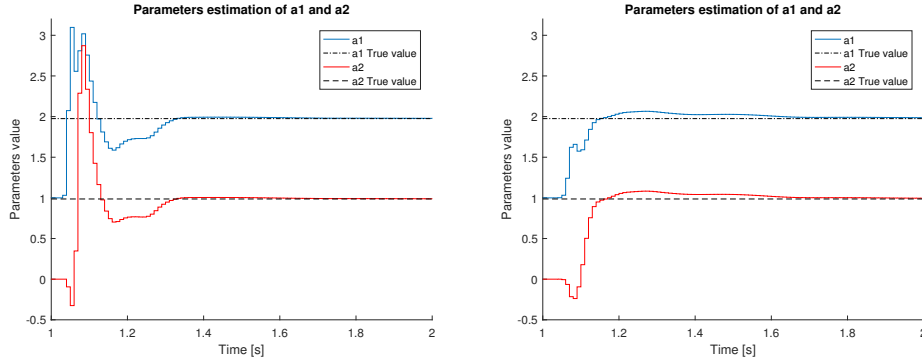 Parameters estimation of a1 and a2
a1
a1 True value
a2
a2 True value
Parameters value
3
2.5
2
1.5
1
0.5
0
-0.5
1
1.2
1.4
1.6
1.8
2
Time [s]
Parameters estimation of a1 and a2
a1
a1 True value
a2
a2 True value
Parameters value
3
2.5
2
1.5
1
0.5
0
-0.5
1
1.2
1.4
1.6
1.8
2
Time [s]